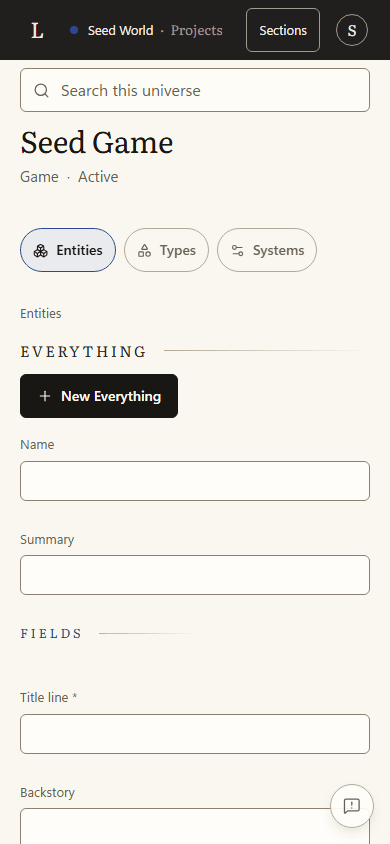 L
Seed World · Projects
Sections
S
Search this universe
Seed Game
Game · Active
Entities
Types
Systems
Entities
EVERYTHING
+ New Everything
Name
Summary
FIELDS
Title line *
Backstory